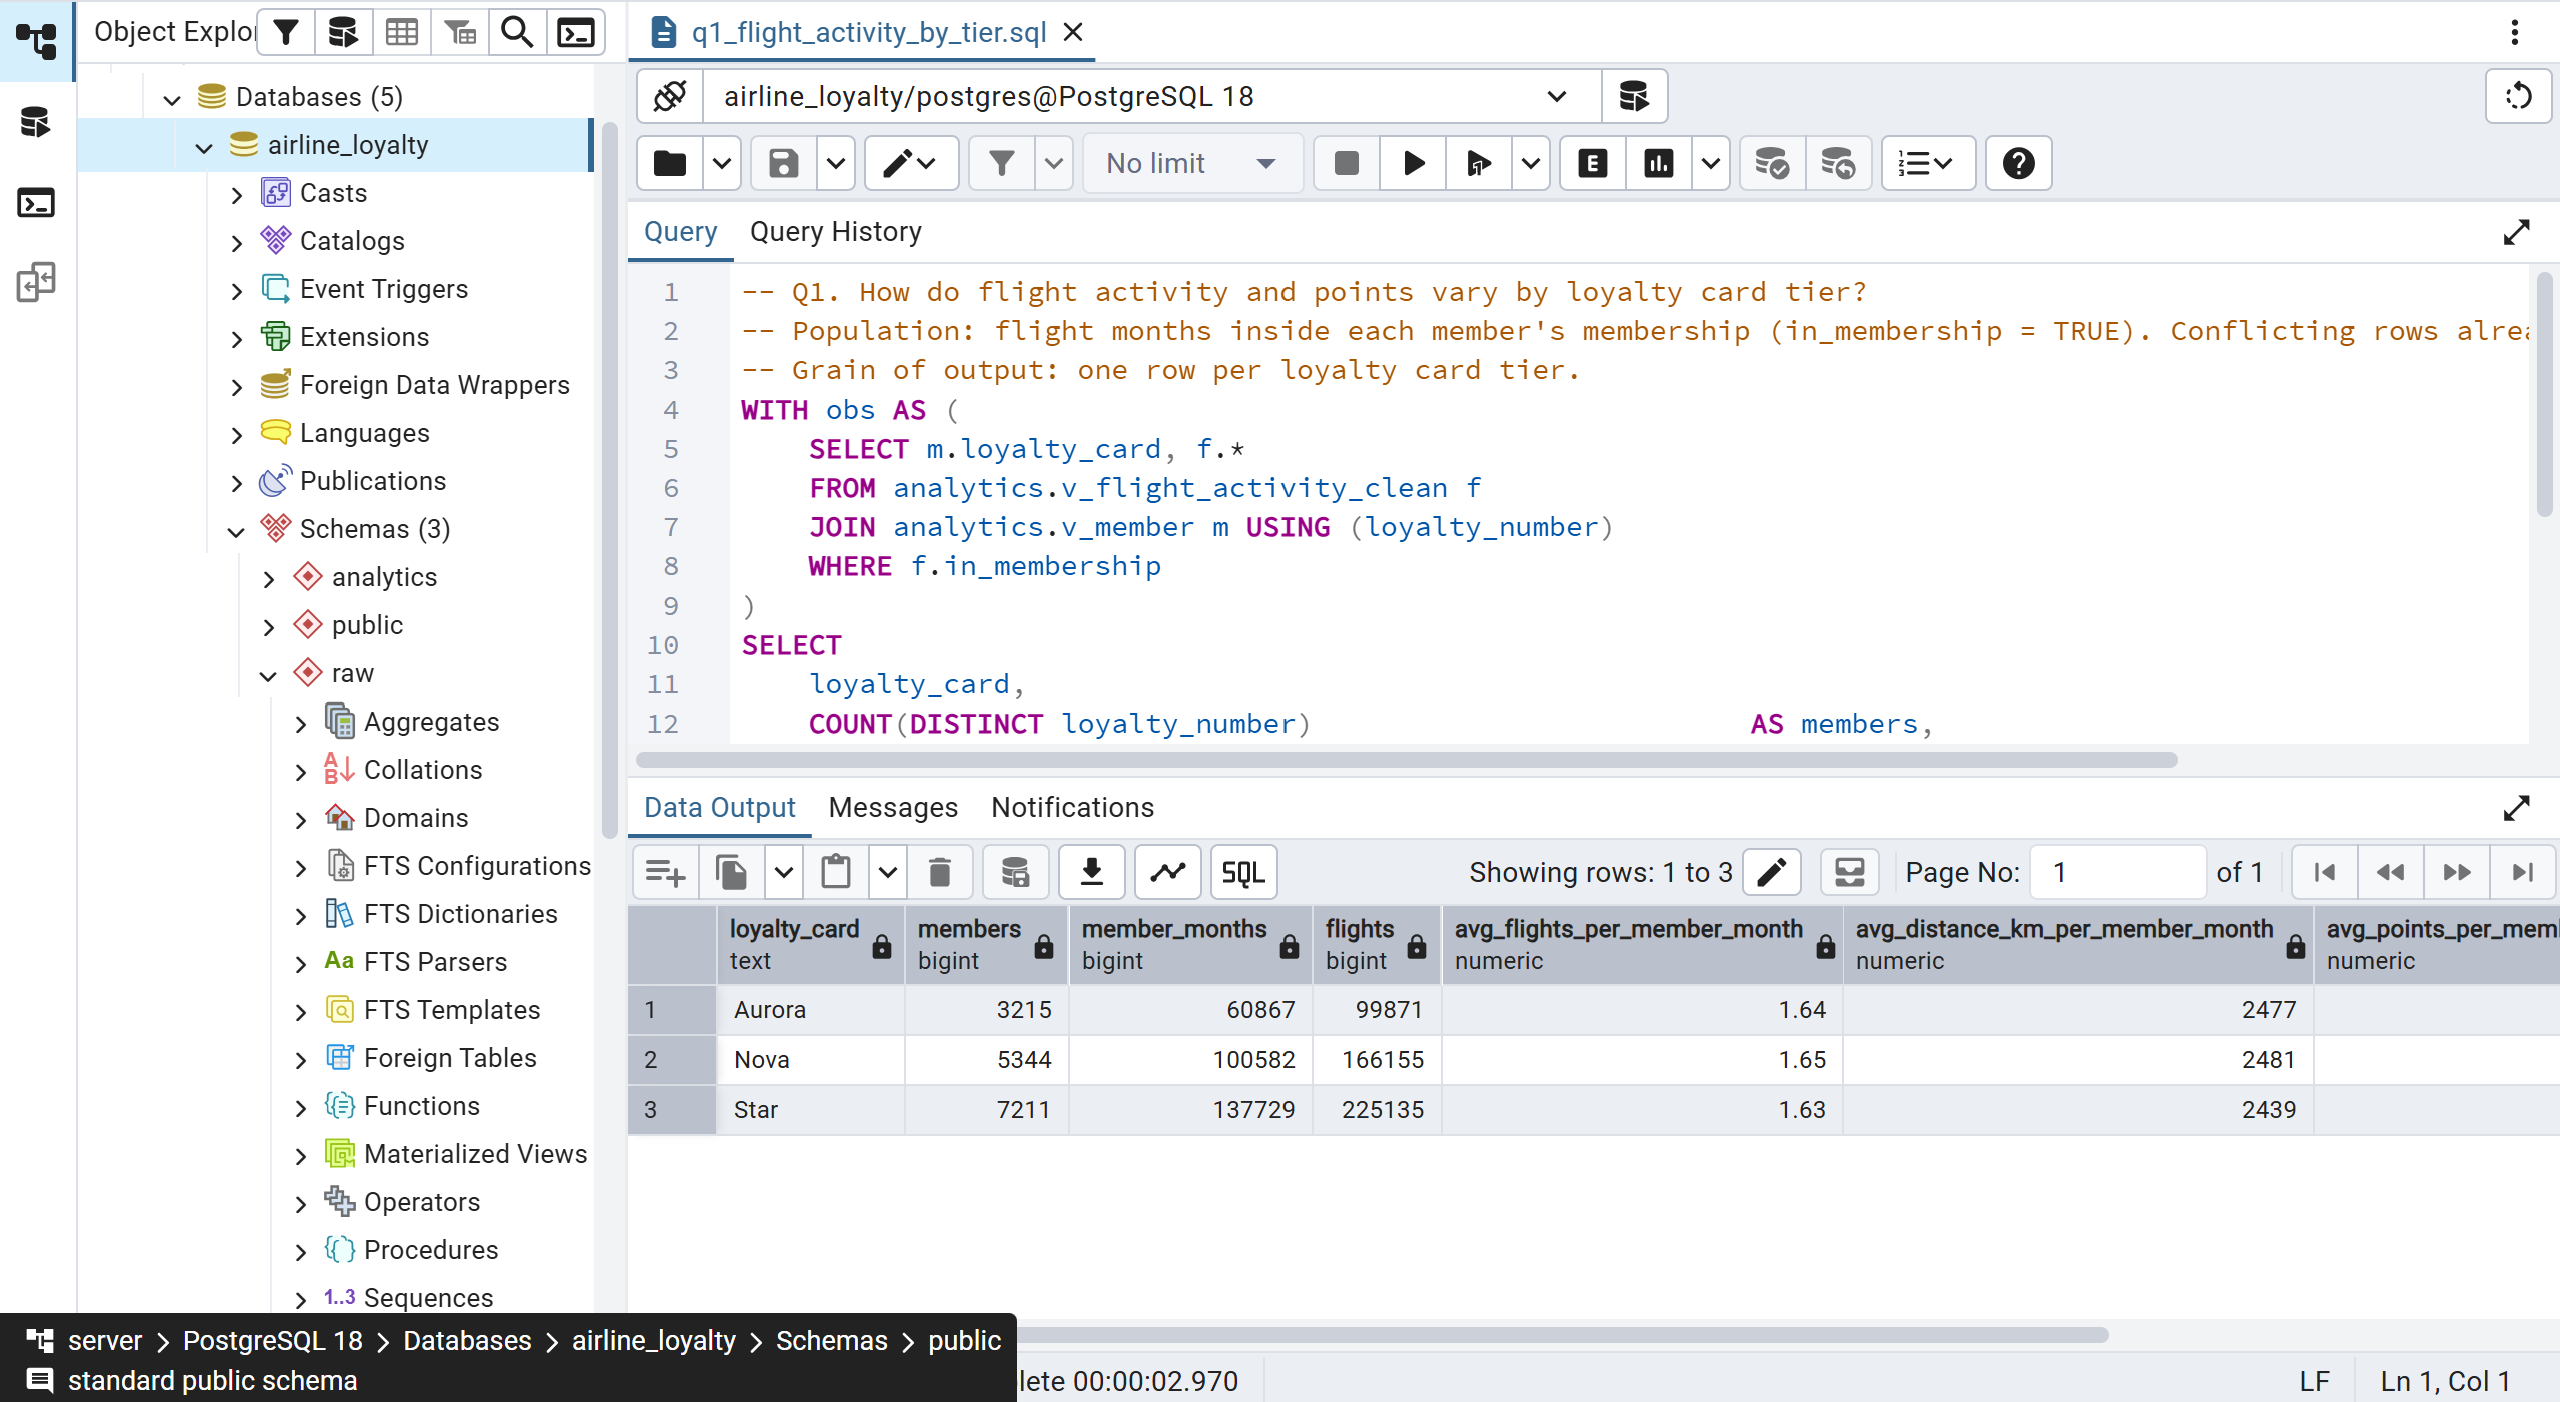 Object Explo
Databases (5)
airline_loyalty
Casts
Catalogs
Event Triggers
Extensions
Foreign Data Wrappers
Languages
Publications
Schemas (3)
analytics
public
raw
Aggregates
Collations
Domains
FTS Configurations
FTS Dictionaries
Aa FTS Parsers
FTS Templates
Foreign Tables
Functions
Materialized Views
Operators
Procedures
1..3 Sequences
server > PostgreSQL 18 > Databases > airline_loyalty > Schemas > public
standard public schema
q1_flight_activity_by_tier.sql
airline_loyalty/postgres@PostgreSQL 18
No limit
E
Query Query History
1 -- Q1. How do flight activity and points vary by loyalty card tier?
2 -- Population: flight months inside each member's membership (in_membership = TRUE). Conflicting rows alrea
3 -- Grain of output: one row per loyalty card tier.
4 WITH obs AS (
5 SELECT m.loyalty_card, f.*
6 FROM analytics.v_flight_activity_clean f
7 JOIN analytics.v_member m USING (loyalty_number)
8 WHERE f.in_membership
9 )
10 SELECT
11 loyalty_card,
12 COUNT(DISTINCT loyalty_number) AS members,
Data Output Messages Notifications
SQL Showing rows: 1 to 3 Page No: 1 of 1
loyalty_card members member_months flights avg_flights_per_member_month avg_distance_km_per_member_month avg_points_per_mem
text bigint bigint bigint numeric numeric numeric
1 Aurora 3215 60867 99871 1.64 2477
2 Nova 5344 100582 166155 1.65 2481
3 Star 7211 137729 225135 1.63 2439
lete 00:00:02.970 LF Ln 1, Col 1